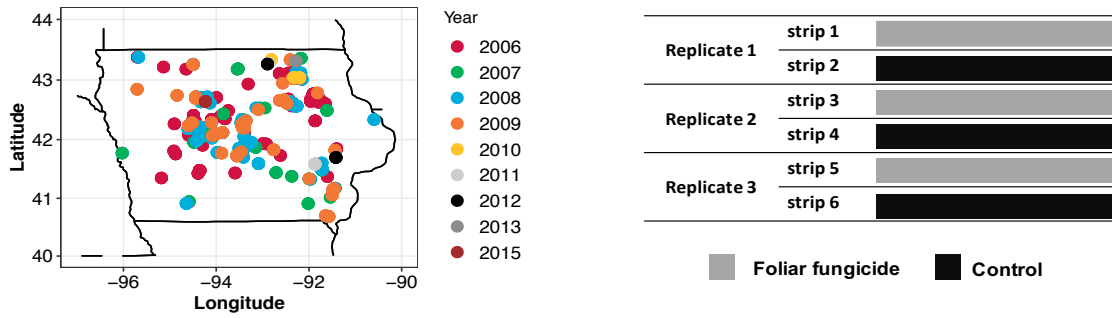 44
43
42
41
40
Latitude
−96
−94
−92
−90
Longitude
Year
2006
2007
2008
2009
2010
2011
2012
2013
2015
Replicate 1
strip 1
strip 2
Replicate 2
strip 3
strip 4
Replicate 3
strip 5
strip 6
Foliar fungicide
Control